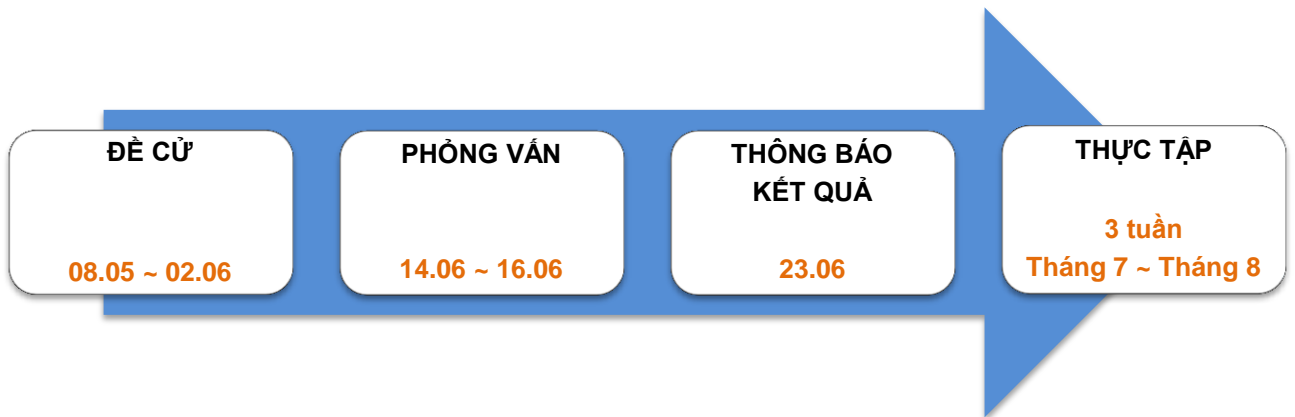 ĐỀ CỬ
08.05 ~ 02.06
PHỎNG VẤN
14.06 ~ 16.06
THÔNG BÁO
KẾT QUẢ
23.06
THỰC TẬP
3 tuần
Tháng 7 ~ Tháng 8